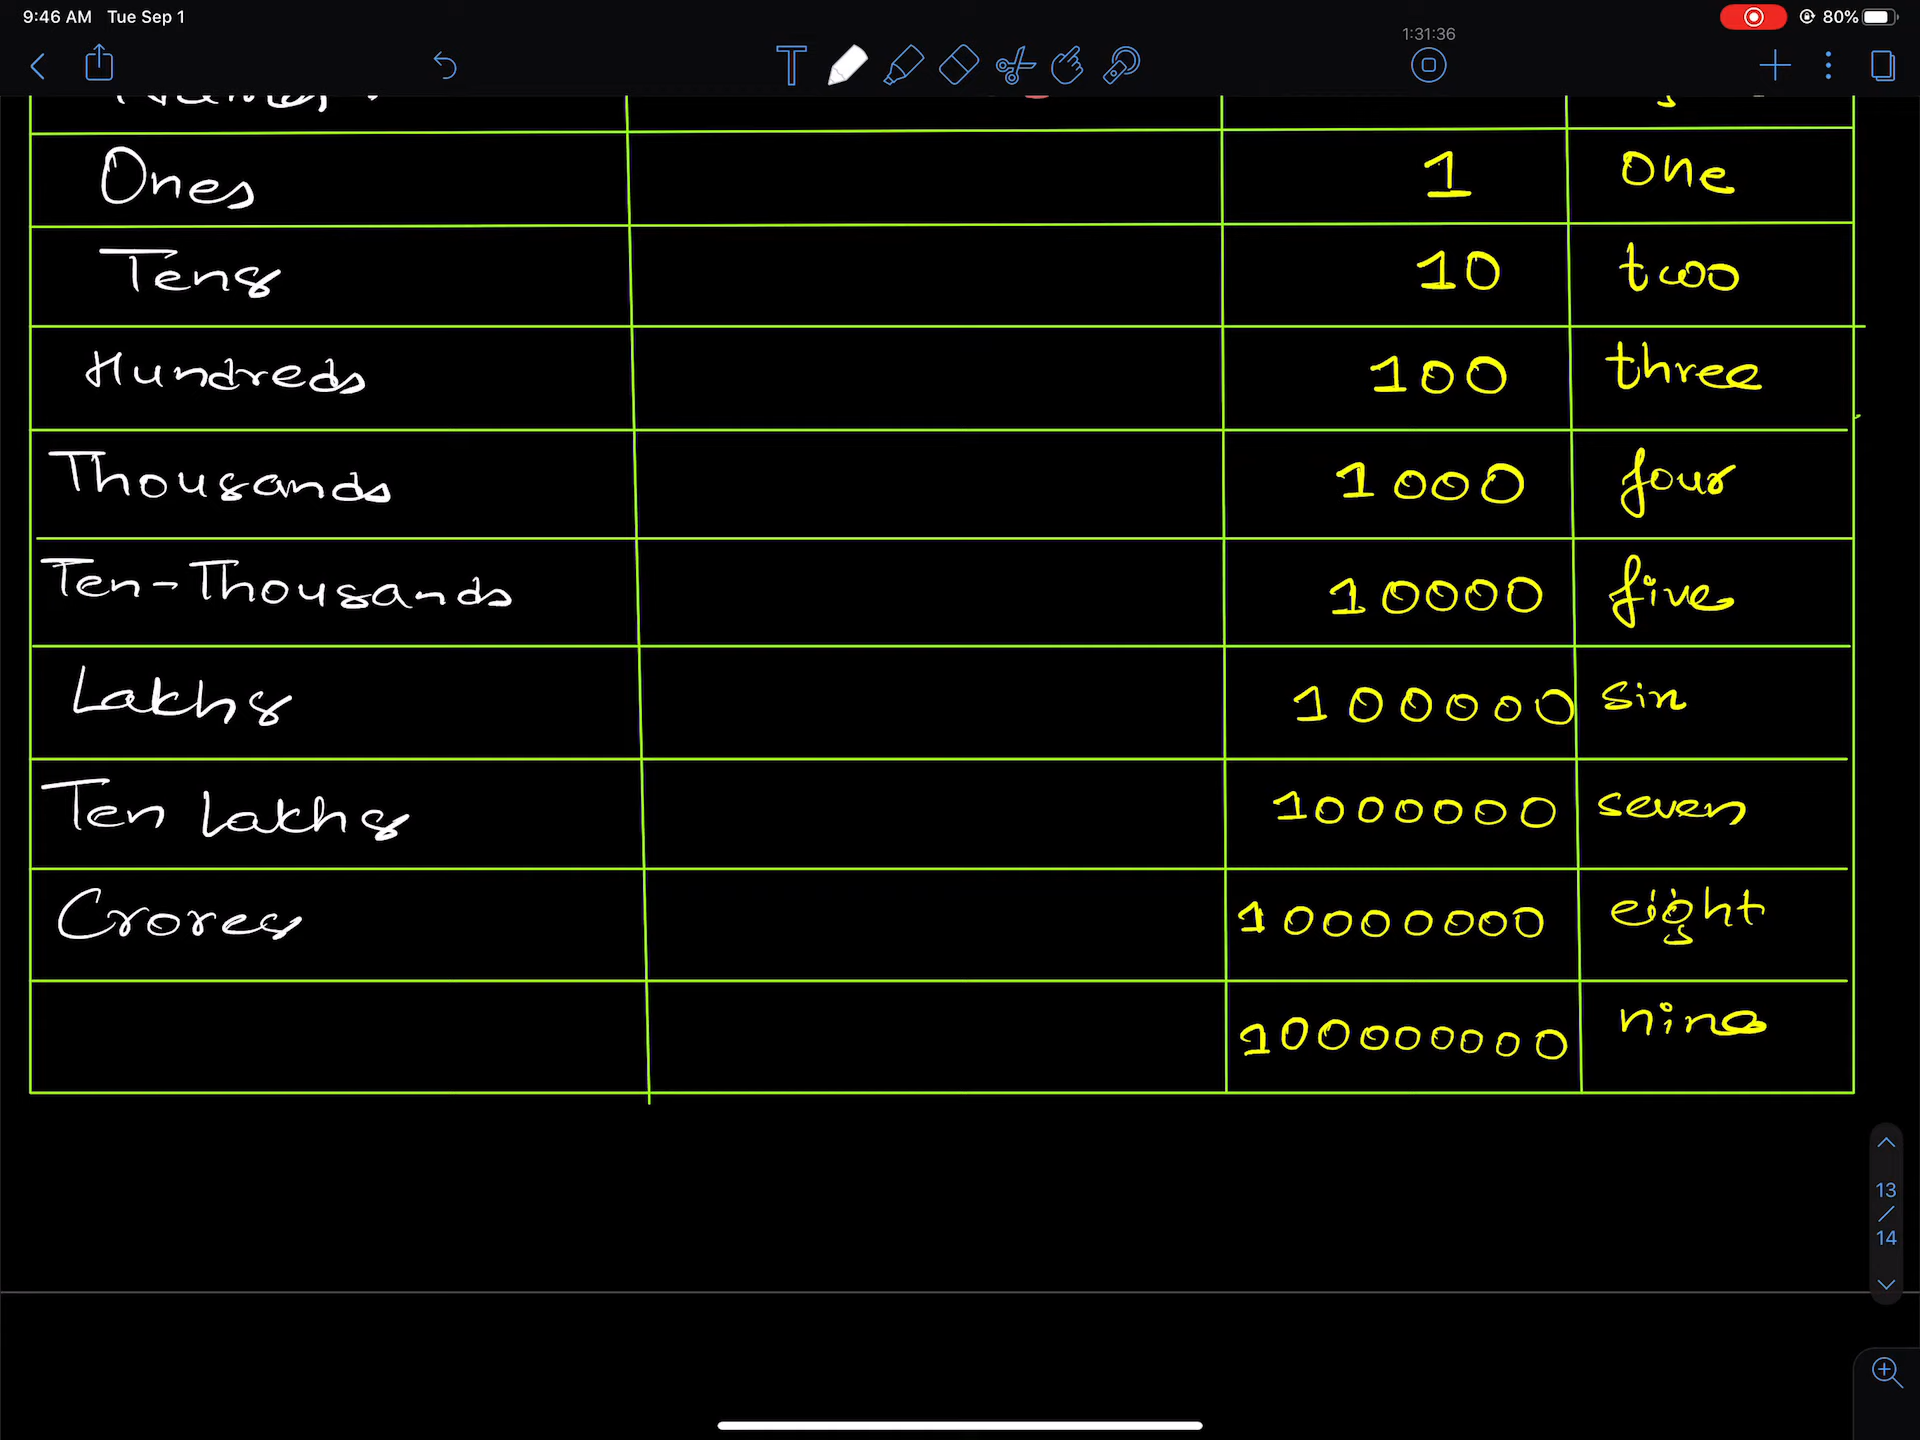 9:46 AM Tue Sep 1
80%
1:31:36
T
Ones 1 one
Tens 10 two
Hundreds 100 three
Thousands 1000 four
Ten-Thousands 10000 five
Lakhs 100000 six
Ten Lakhs 1000000 seven
Crores 10000000 eight
100000000 nine
13
/
14